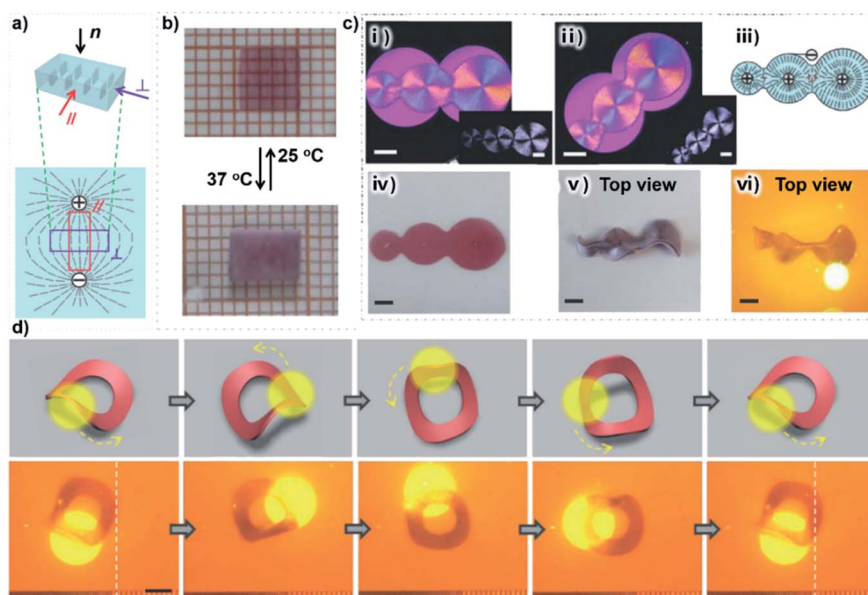 a)
n
⊥
//
+
//
⊥
−
b)
37 °C
25 °C
c)
i)
ii)
iii)
−
+
+
+
iv)
v)
Top view
vi)
Top view
d)